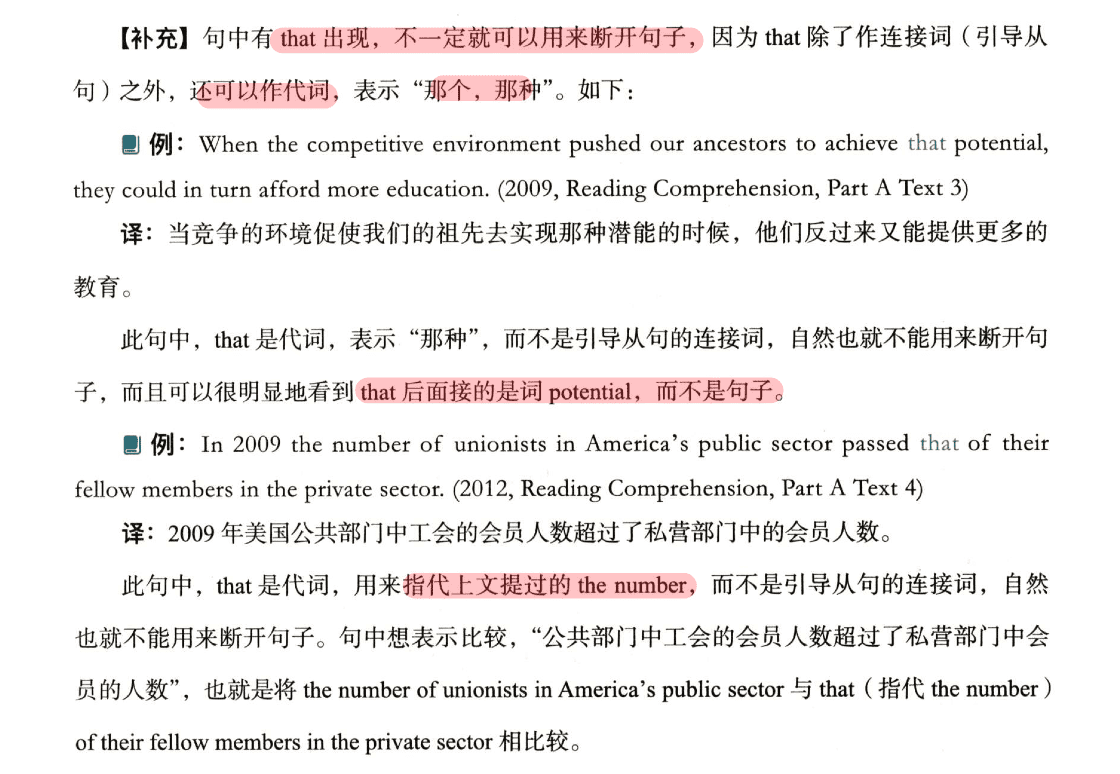 【补充】句中有 that 出现，不一定就可以用来断开句子，因为 that 除了作连接词（引导从
句）之外，还可以作代词，表示“那个，那种”。如下：
例：When the competitive environment pushed our ancestors to achieve that potential,
they could in turn afford more education. (2009, Reading Comprehension, Part A Text 3)
译：当竞争的环境促使我们的祖先去实现那种潜能的时候，他们反过来又能提供更多的
教育。
此句中，that 是代词，表示“那种”，而不是引导从句的连接词，自然也就不能用来断开句
子，而且可以很明显地看到 that 后面接的是词 potential，而不是句子。
例：In 2009 the number of unionists in America’s public sector passed that of their
fellow members in the private sector. (2012, Reading Comprehension, Part A Text 4)
译：2009 年美国公共部门中工会的会员人数超过了私营部门中的会员人数。
此句中，that 是代词，用来指代上文提过的 the number，而不是引导从句的连接词，自然
也就不能用来断开句子。句中想表示比较，“公共部门中工会的会员人数超过了私营部门中会
员的人数”，也就是将 the number of unionists in America’s public sector 与 that（指代 the number）
of their fellow members in the private sector 相比较。